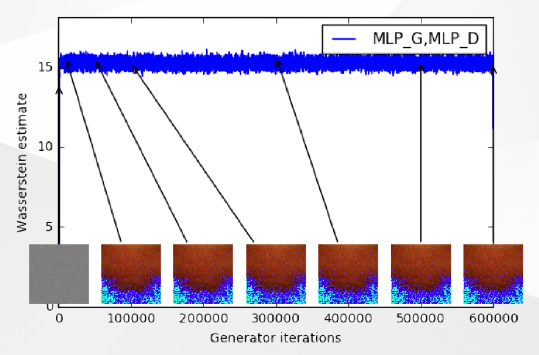 MLP_G,MLP_D
15
10
5
0
Wasserstein estimate
0 100000 200000 300000 400000 500000 600000
Generator iterations